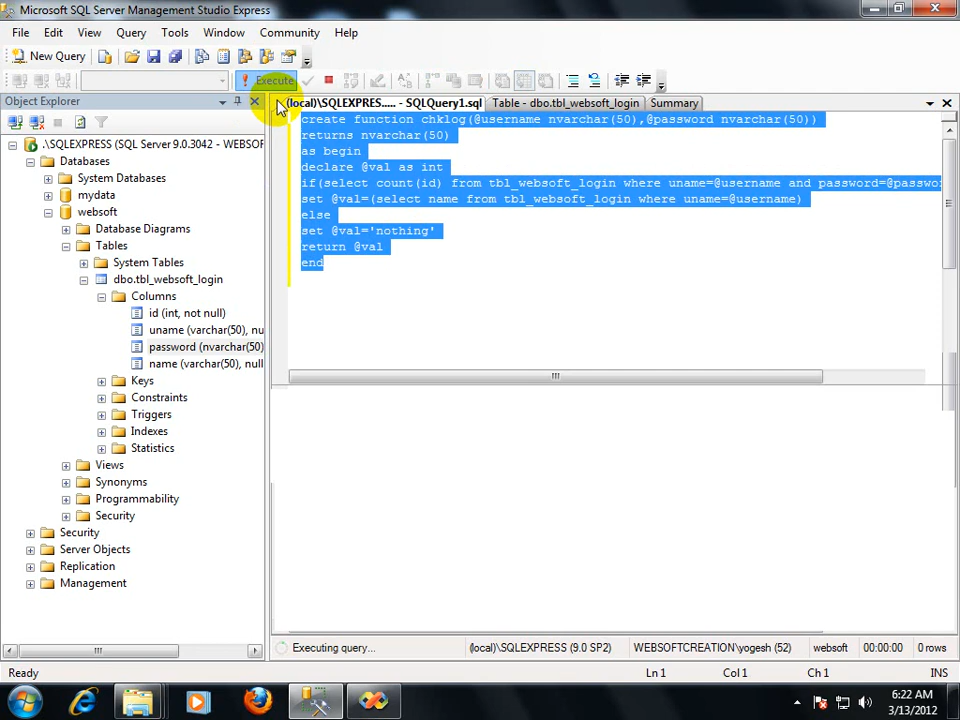 Microsoft SQL Server Management Studio Express
File Edit View Query Tools Window Community Help
New Query
Execute
Object Explorer
(local)\SQLEXPRES..... - SQLQuery1.sql
Table - dbo.tbl_websoft_login
Summary
.\SQLEXPRESS (SQL Server 9.0.3042 - WEBSOF
Databases
System Databases
mydata
websoft
Database Diagrams
Tables
System Tables
dbo.tbl_websoft_login
Columns
id (int, not null)
uname (varchar(50), nu
password (nvarchar(50)
name (varchar(50), null
Keys
Constraints
Triggers
Indexes
Statistics
Views
Synonyms
Programmability
Security
Security
Server Objects
Replication
Management
create function chklog(@username nvarchar(50),@password nvarchar(50))
returns nvarchar(50)
as begin
declare @val as int
if(select count(id) from tbl_websoft_login where uname=@username and password=@passwo
set @val=(select name from tbl_websoft_login where uname=@username)
else
set @val='nothing'
return @val
end
Executing query...
(local)\SQLEXPRESS (9.0 SP2)
WEBSOFTCREATION\yogesh (52)
websoft
00:00:00
0 rows
Ready
Ln 1
Col 1
Ch 1
INS
6:22 AM
3/13/2012